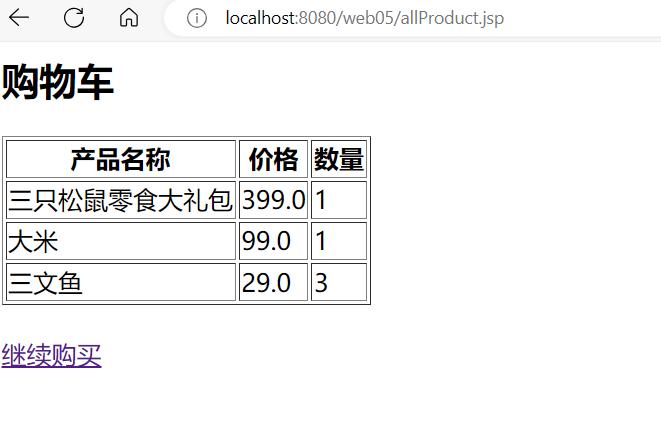 localhost:8080/web05/allProduct.jsp
购物车
产品名称 价格 数量
三只松鼠零食大礼包 399.0 1
大米 99.0 1
三文鱼 29.0 3
继续购买